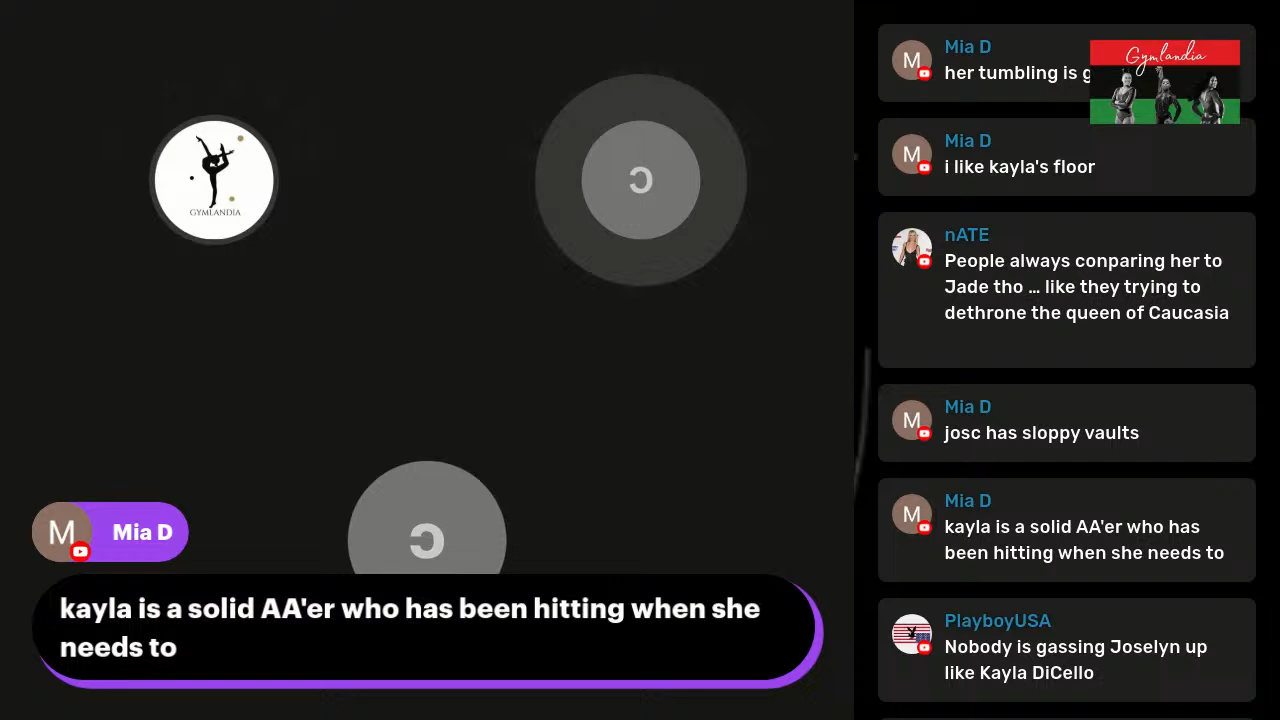 GYMLANDIA
Ɔ
Ɔ
M
Mia D
kayla is a solid AA'er who has been hitting when she
needs to
M
Mia D
her tumbling is g
Gymlandia
M
Mia D
i like kayla's floor
nATE
People always conparing her to
Jade tho ... like they trying to
dethrone the queen of Caucasia
M
Mia D
josc has sloppy vaults
M
Mia D
kayla is a solid AA'er who has
been hitting when she needs to
PlayboyUSA
Nobody is gassing Joselyn up
like Kayla DiCello